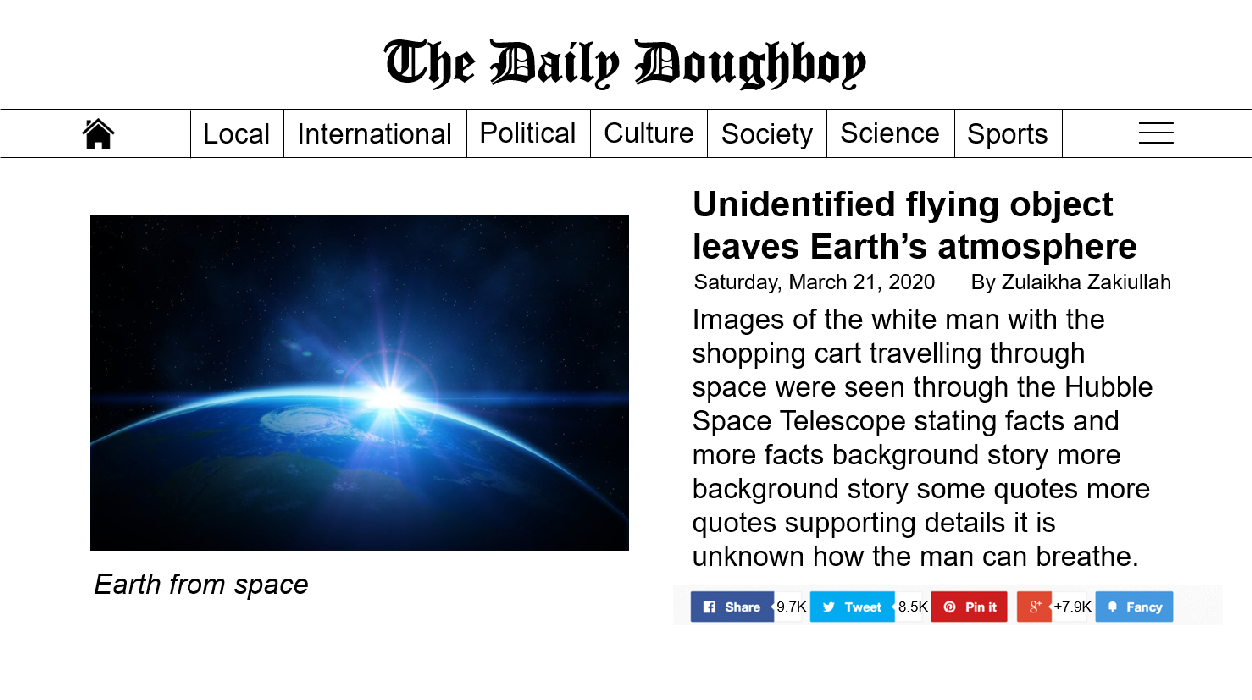 The Daily Doughboy
Local International Political Culture Society Science Sports
Unidentified flying object
leaves Earth’s atmosphere
Saturday, March 21, 2020 By Zulaikha Zakiullah
Images of the white man with the
shopping cart travelling through
space were seen through the Hubble
Space Telescope stating facts and
more facts background story more
background story some quotes more
quotes supporting details it is
unknown how the man can breathe.
Earth from space
Share 9.7K Tweet 8.5K Pin it g+ +7.9K Fancy